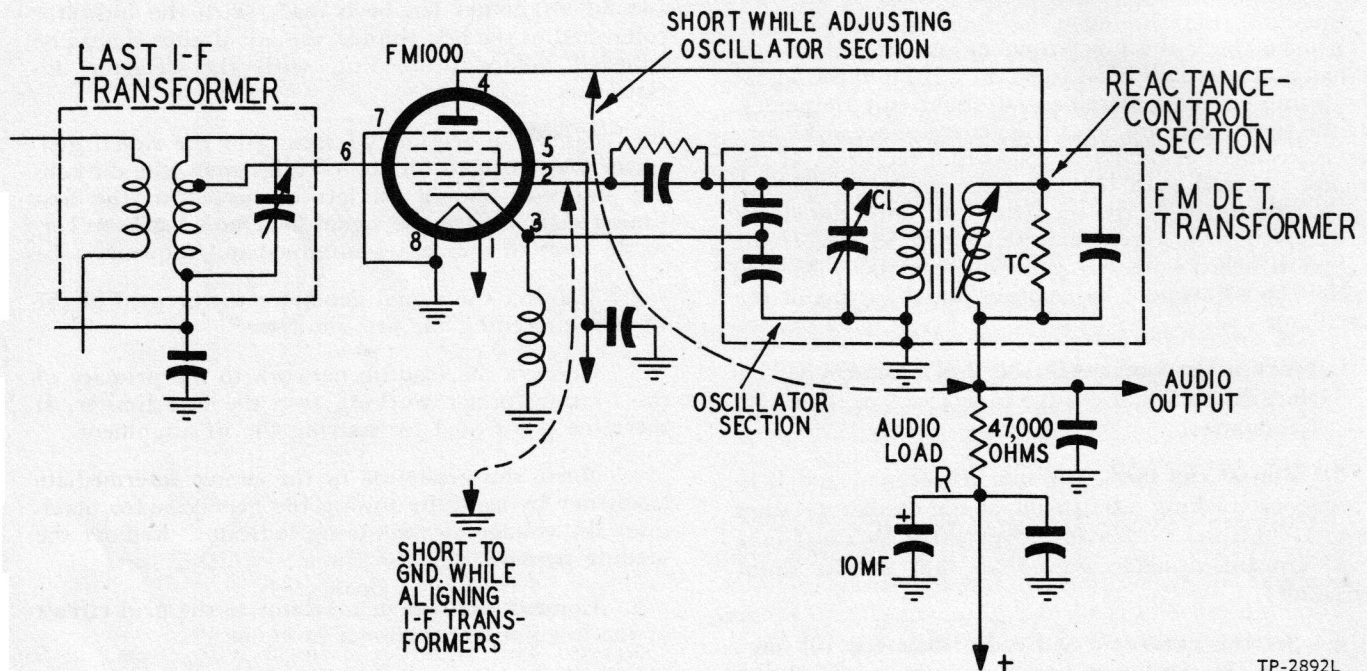 SHORT WHILE ADJUSTING
OSCILLATOR SECTION
LAST I-F
TRANSFORMER
FM1000
REACTANCE-
CONTROL
SECTION
F M DET.
TRANSFORMER
4
7
6
5
2
3
8
1
C1
TC
OSCILLATOR
SECTION
AUDIO
OUTPUT
AUDIO
LOAD
R
47,000
OHMS
+
10MF
SHORT TO
GND. WHILE
ALIGNING
I-F TRANS-
FORMERS
+
TP-2892L